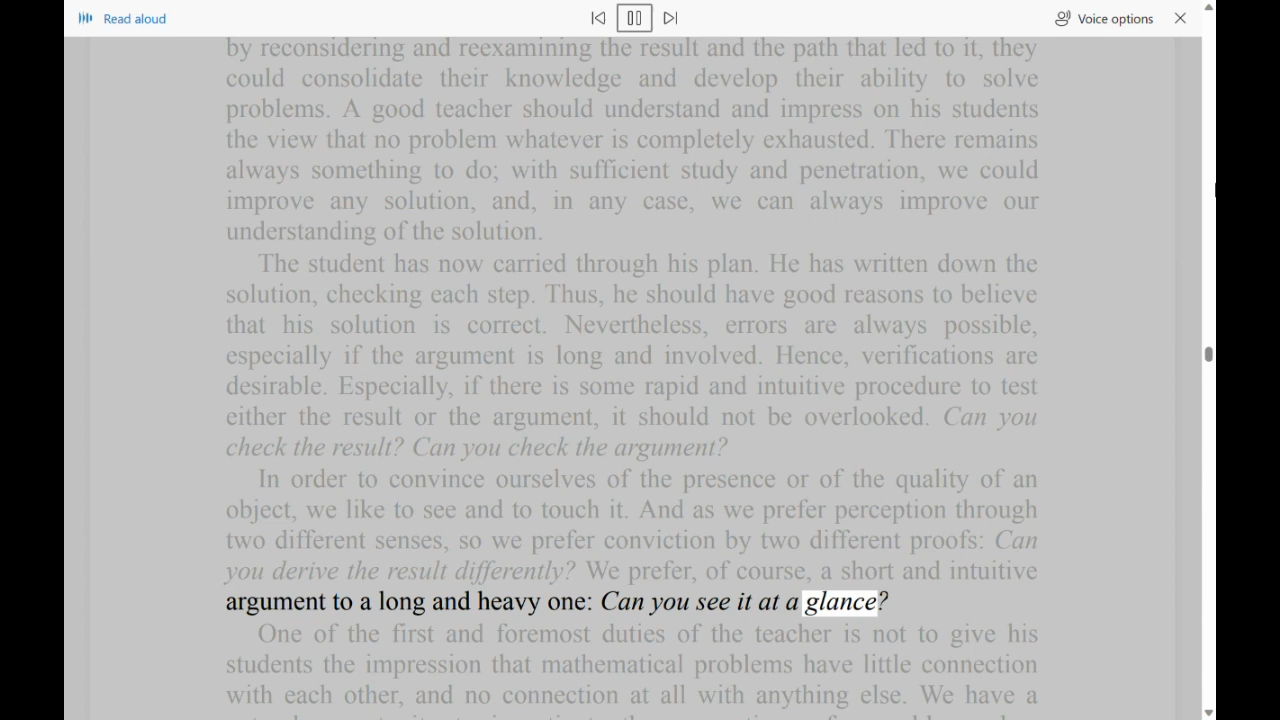 Read aloud
Voice options
by reconsidering and reexamining the result and the path that led to it, they
could consolidate their knowledge and develop their ability to solve
problems. A good teacher should understand and impress on his students
the view that no problem whatever is completely exhausted. There remains
always something to do; with sufficient study and penetration, we could
improve any solution, and, in any case, we can always improve our
understanding of the solution.
The student has now carried through his plan. He has written down the
solution, checking each step. Thus, he should have good reasons to believe
that his solution is correct. Nevertheless, errors are always possible,
especially if the argument is long and involved. Hence, verifications are
desirable. Especially, if there is some rapid and intuitive procedure to test
either the result or the argument, it should not be overlooked. Can you
check the result? Can you check the argument?
In order to convince ourselves of the presence or of the quality of an
object, we like to see and to touch it. And as we prefer perception through
two different senses, so we prefer conviction by two different proofs: Can
you derive the result differently? We prefer, of course, a short and intuitive
argument to a long and heavy one: Can you see it at a glance?
One of the first and foremost duties of the teacher is not to give his
students the impression that mathematical problems have little connection
with each other, and no connection at all with anything else. We have a